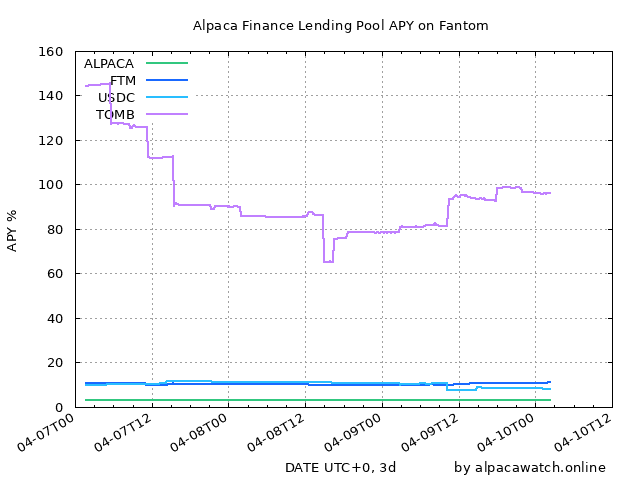 Alpaca Finance Lending Pool APY on Fantom
160
140
120
100
80
60
40
20
0
APY %
ALPACA
FTM
USDC
TOMB
04-07T00
04-07T12
04-08T00
04-08T12
04-09T00
04-09T12
04-10T00
04-10T12
DATE UTC+0, 3d
by alpacawatch.online